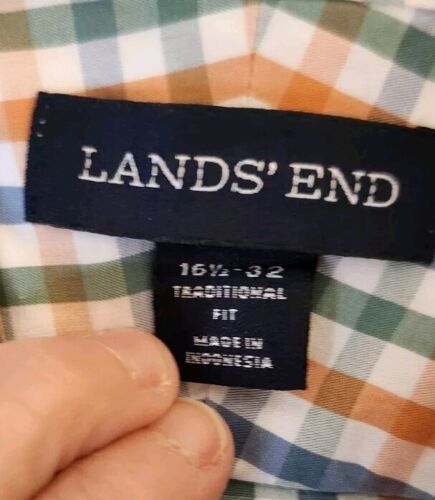 LANDS' END
16½-32
TRADITIONAL
FIT
MADE IN
INDONESIA